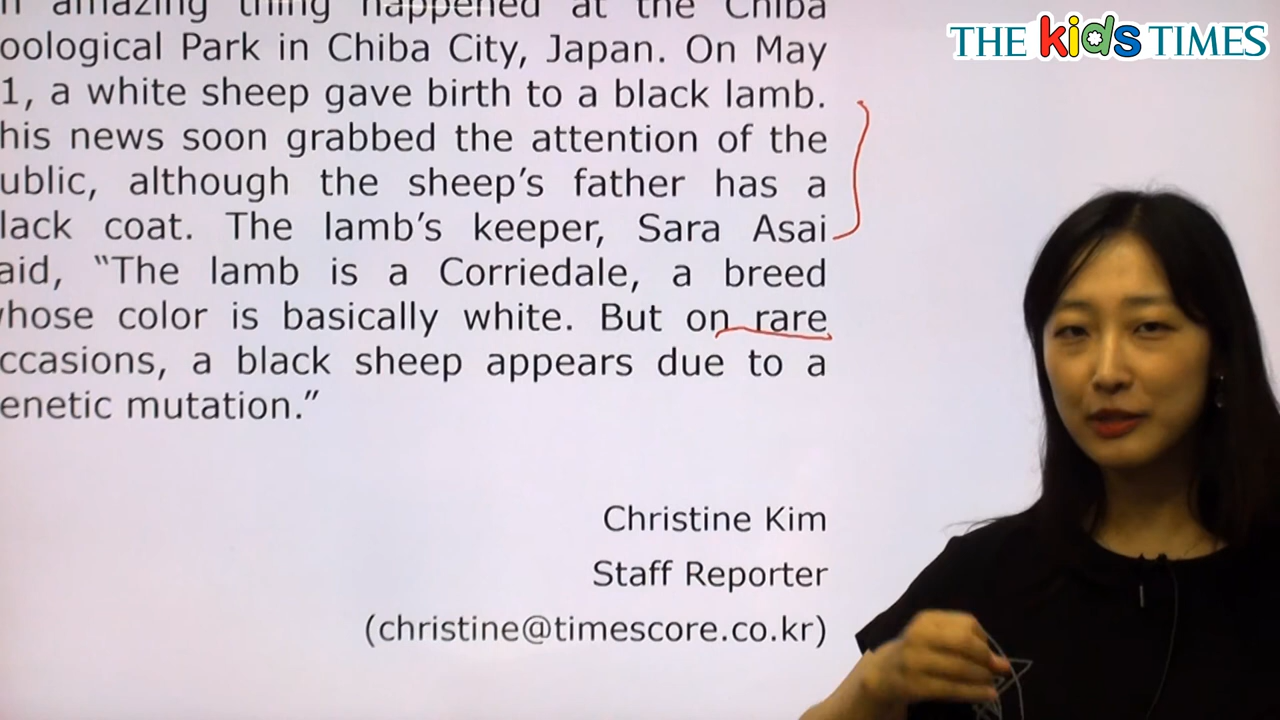 THE kids TIMES
amazing thing happened at the Chiba
oological Park in Chiba City, Japan. On May
1, a white sheep gave birth to a black lamb.
his news soon grabbed the attention of the
ublic, although the sheep's father has a
lack coat. The lamb's keeper, Sara Asai
aid, “The lamb is a Corriedale, a breed
hose color is basically white. But on rare
ccasions, a black sheep appears due to a
enetic mutation.”
Christine Kim
Staff Reporter
(christine@timescore.co.kr)